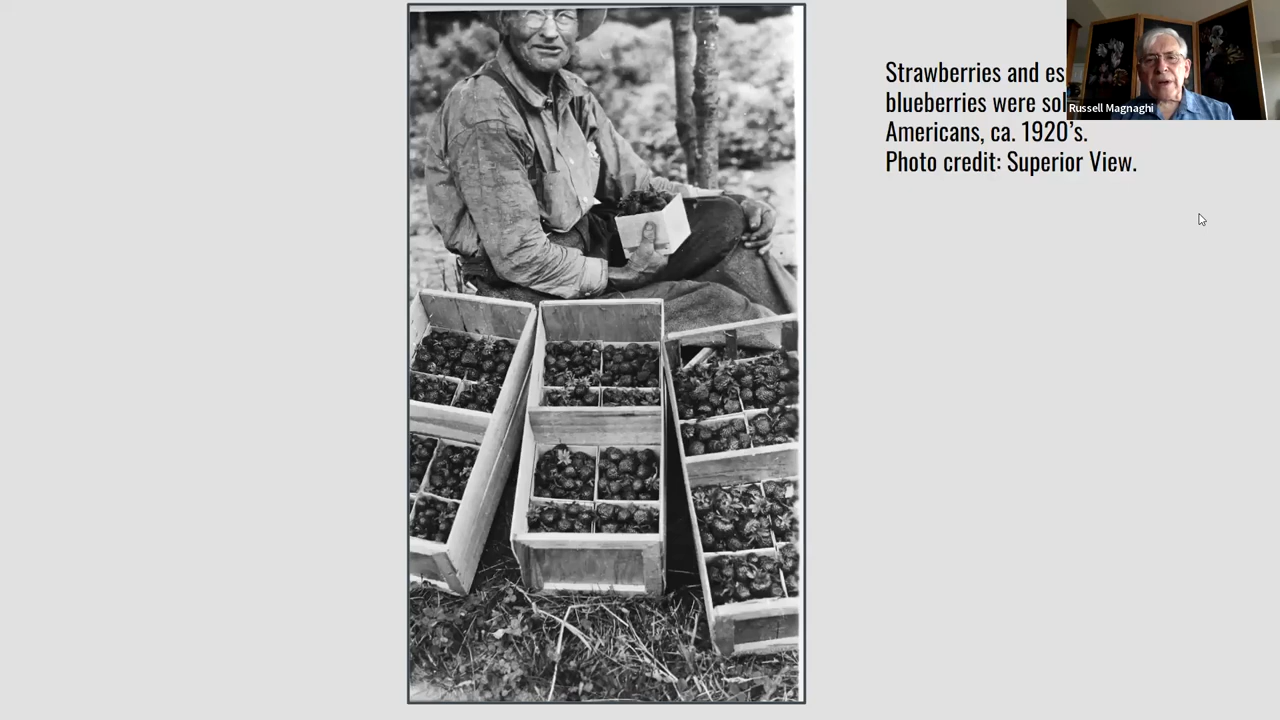 Strawberries and es
blueberries were sol
Americans, ca. 1920’s.
Photo credit: Superior View.
Russell Magnaghi